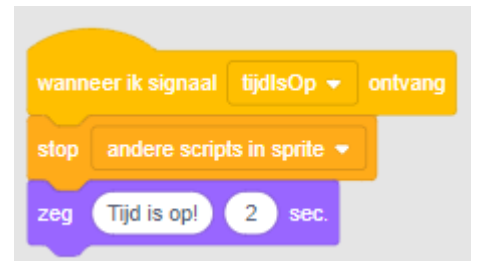 wanneer ik signaal tijdIsOp ontvang
stop andere scripts in sprite
zeg Tijd is op! 2 sec.